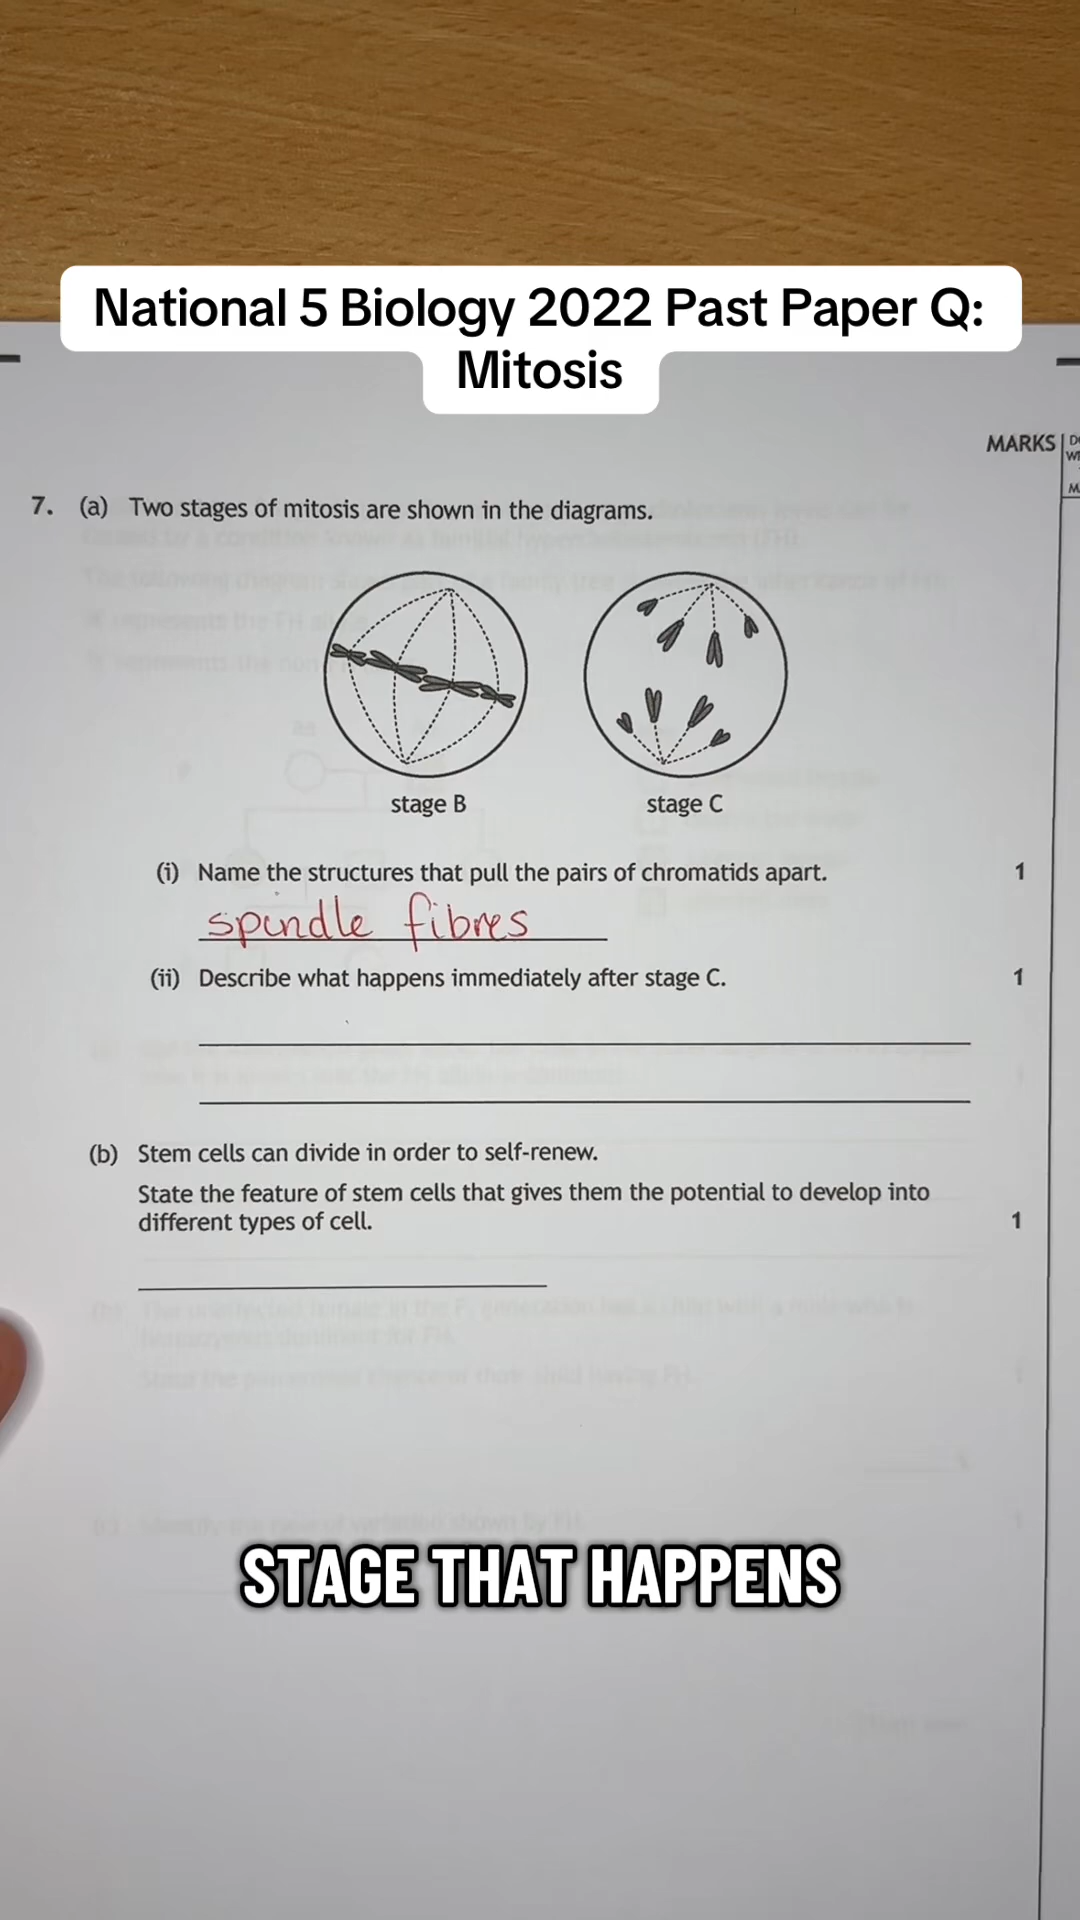 National 5 Biology 2022 Past Paper Q:
Mitosis
MARKS
7. (a) Two stages of mitosis are shown in the diagrams.
stage B
stage C
(i) Name the structures that pull the pairs of chromatids apart. 1
spindle fibres
(ii) Describe what happens immediately after stage C. 1
(b) Stem cells can divide in order to self-renew.
State the feature of stem cells that gives them the potential to develop into
different types of cell. 1
STAGE THAT HAPPENS